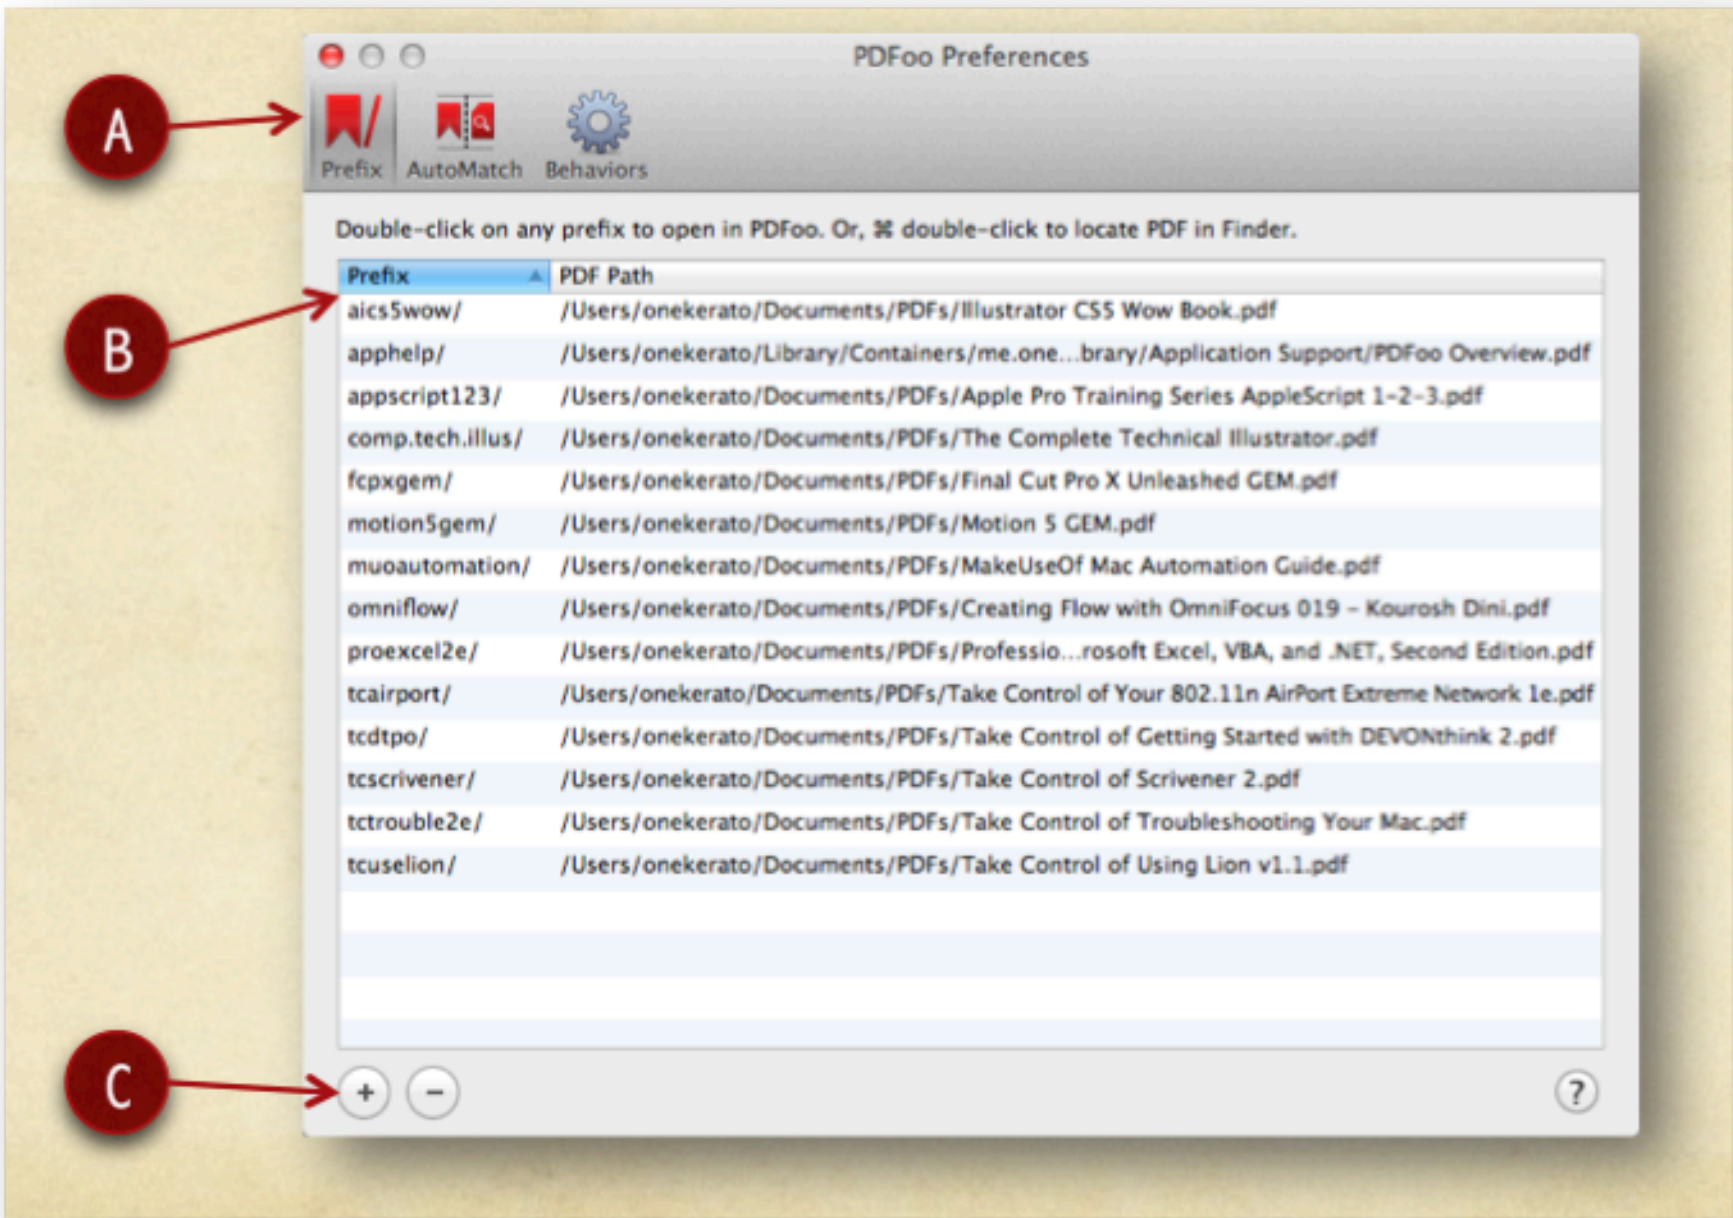 PDFoo Preferences
A
Prefix AutoMatch Behaviors
Double-click on any prefix to open in PDFoo. Or, ⌘ double-click to locate PDF in Finder.
Prefix PDF Path
B
aics5wow/ /Users/onekerato/Documents/PDFs/Illustrator CS5 Wow Book.pdf
apphelp/ /Users/onekerato/Library/Containers/me.one...brary/Application Support/PDFoo Overview.pdf
appscript123/ /Users/onekerato/Documents/PDFs/Apple Pro Training Series AppleScript 1-2-3.pdf
comp.tech.illus/ /Users/onekerato/Documents/PDFs/The Complete Technical Illustrator.pdf
fcpxgem/ /Users/onekerato/Documents/PDFs/Final Cut Pro X Unleashed GEM.pdf
motion5gem/ /Users/onekerato/Documents/PDFs/Motion 5 GEM.pdf
muoautomation/ /Users/onekerato/Documents/PDFs/MakeUseOf Mac Automation Guide.pdf
omniflow/ /Users/onekerato/Documents/PDFs/Creating Flow with OmniFocus 019 - Kourosh Dini.pdf
proexcel2e/ /Users/onekerato/Documents/PDFs/Professio...rosoft Excel, VBA, and .NET, Second Edition.pdf
tcairport/ /Users/onekerato/Documents/PDFs/Take Control of Your 802.11n AirPort Extreme Network 1e.pdf
tcdtpo/ /Users/onekerato/Documents/PDFs/Take Control of Getting Started with DEVONthink 2.pdf
tcscrivener/ /Users/onekerato/Documents/PDFs/Take Control of Scrivener 2.pdf
tctrouble2e/ /Users/onekerato/Documents/PDFs/Take Control of Troubleshooting Your Mac.pdf
tcuselion/ /Users/onekerato/Documents/PDFs/Take Control of Using Lion v1.1.pdf
C + - ?